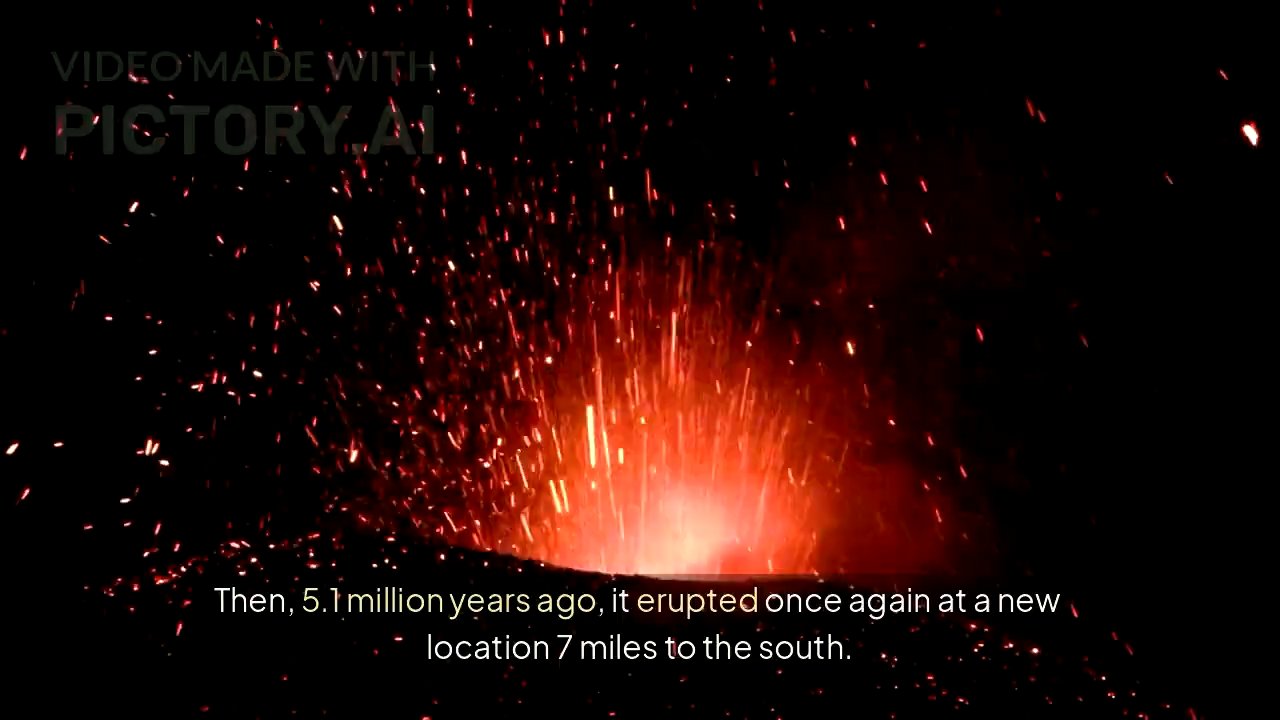 VIDEO MADE WITH
PICTORY.AI
Then, 5.1 million years ago, it erupted once again at a new
location 7 miles to the south.